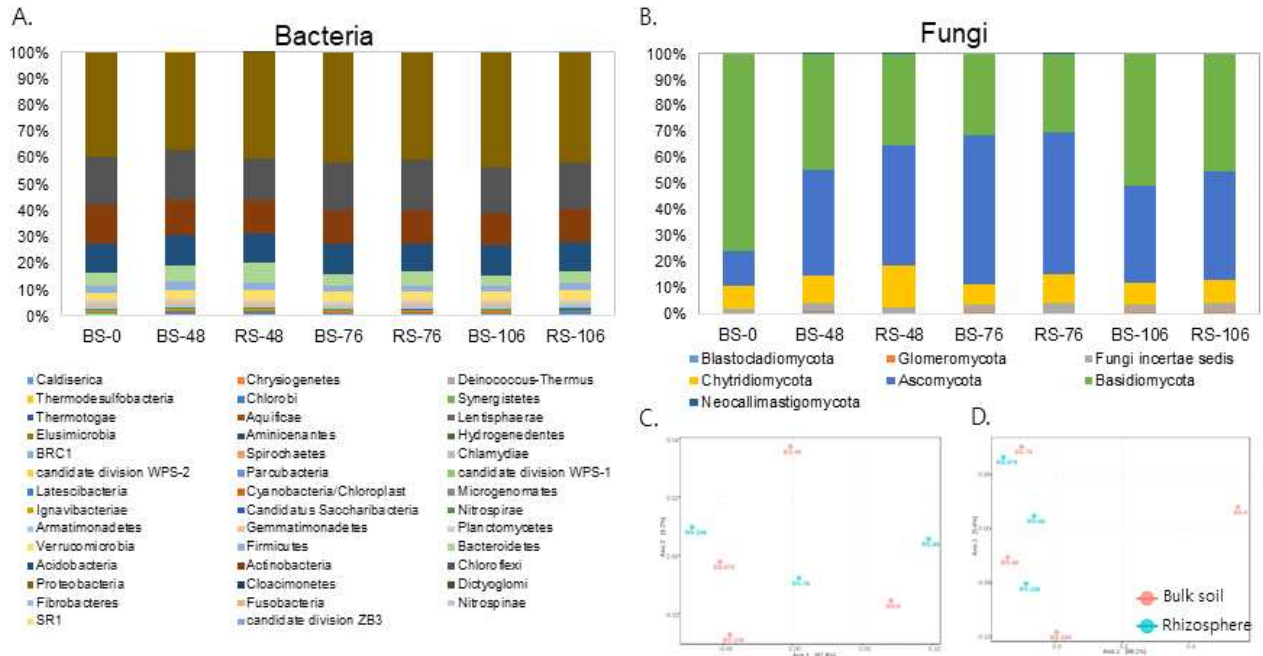 A.
Bacteria
100%
90%
80%
70%
60%
50%
40%
30%
20%
10%
0%
BS-0 BS-48 RS-48 BS-76 RS-76 BS-106 RS-106
Caldiserica Chrysiogenetes Deinococcus-Thermus
Thermodesulfobacteria Chlorobi Synergistetes
Thermotogae Aquificae Lentisphaerae
Elusimicrobia Aminicenantes Hydrogenedentes
BRC1 Spirochaetes Chlamydiae
candidate division WPS-2 Parcubacteria candidate division WPS-1
Latescibacteria Cyanobacteria/Chloroplast Microgenomates
Ignavibacteriae Candidatus Saccharibacteria Nitrospirae
Armatimonadetes Gemmatimonadetes Planctomycetes
Verrucomicrobia Firmicutes Bacteroidetes
Acidobacteria Actinobacteria Chloroflexi
Proteobacteria Cloacimonetes Dictyoglomi
Fibrobacteres Fusobacteria Nitrospinae
SR1 candidate division ZB3
B.
Fungi
100%
90%
80%
70%
60%
50%
40%
30%
20%
10%
0%
BS-0 BS-48 RS-48 BS-76 RS-76 BS-106 RS-106
Blastocladiomycota Glomeromycota Fungi incertae sedis
Chytridiomycota Ascomycota Basidiomycota
Neocallimastigomycota
C.
D.
Bulk soil
Rhizosphere